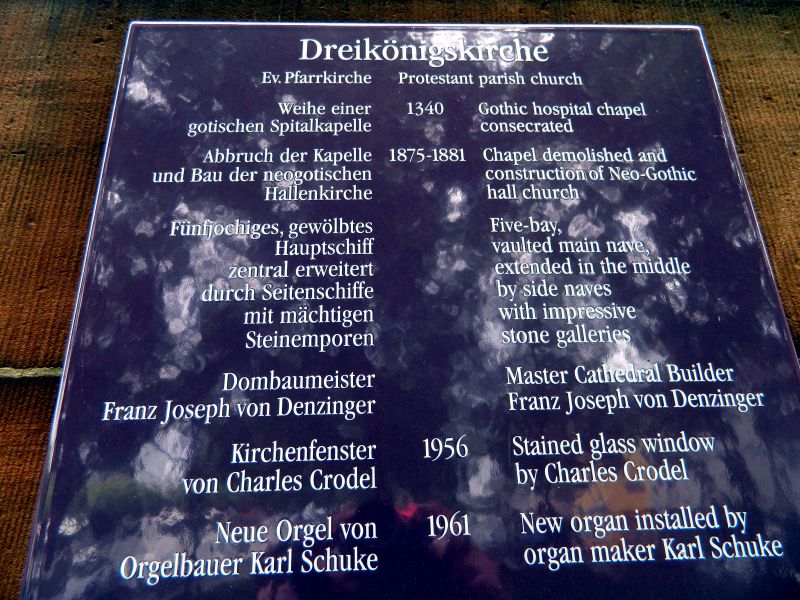 Dreikönigskirche
Ev. Pfarrkirche Protestant parish church
Weihe einer 1340 Gothic hospital chapel
gotischen Spitalkapelle consecrated
Abbruch der Kapelle 1875-1881 Chapel demolished and
und Bau der neogotischen construction of Neo-Gothic
Hallenkirche hall church
Fünfjochiges, gewölbtes Five-bay,
Hauptschiff vaulted main nave,
zentral erweitert extended in the middle
durch Seitenschiffe by side naves
mit mächtigen with impressive
Steinemporen stone galleries
Dombaumeister Master Cathedral Builder
Franz Joseph von Denzinger Franz Joseph von Denzinger
Kirchenfenster 1956 Stained glass window
von Charles Crodel by Charles Crodel
Neue Orgel von 1961 New organ installed by
Orgelbauer Karl Schuke organ maker Karl Schuke